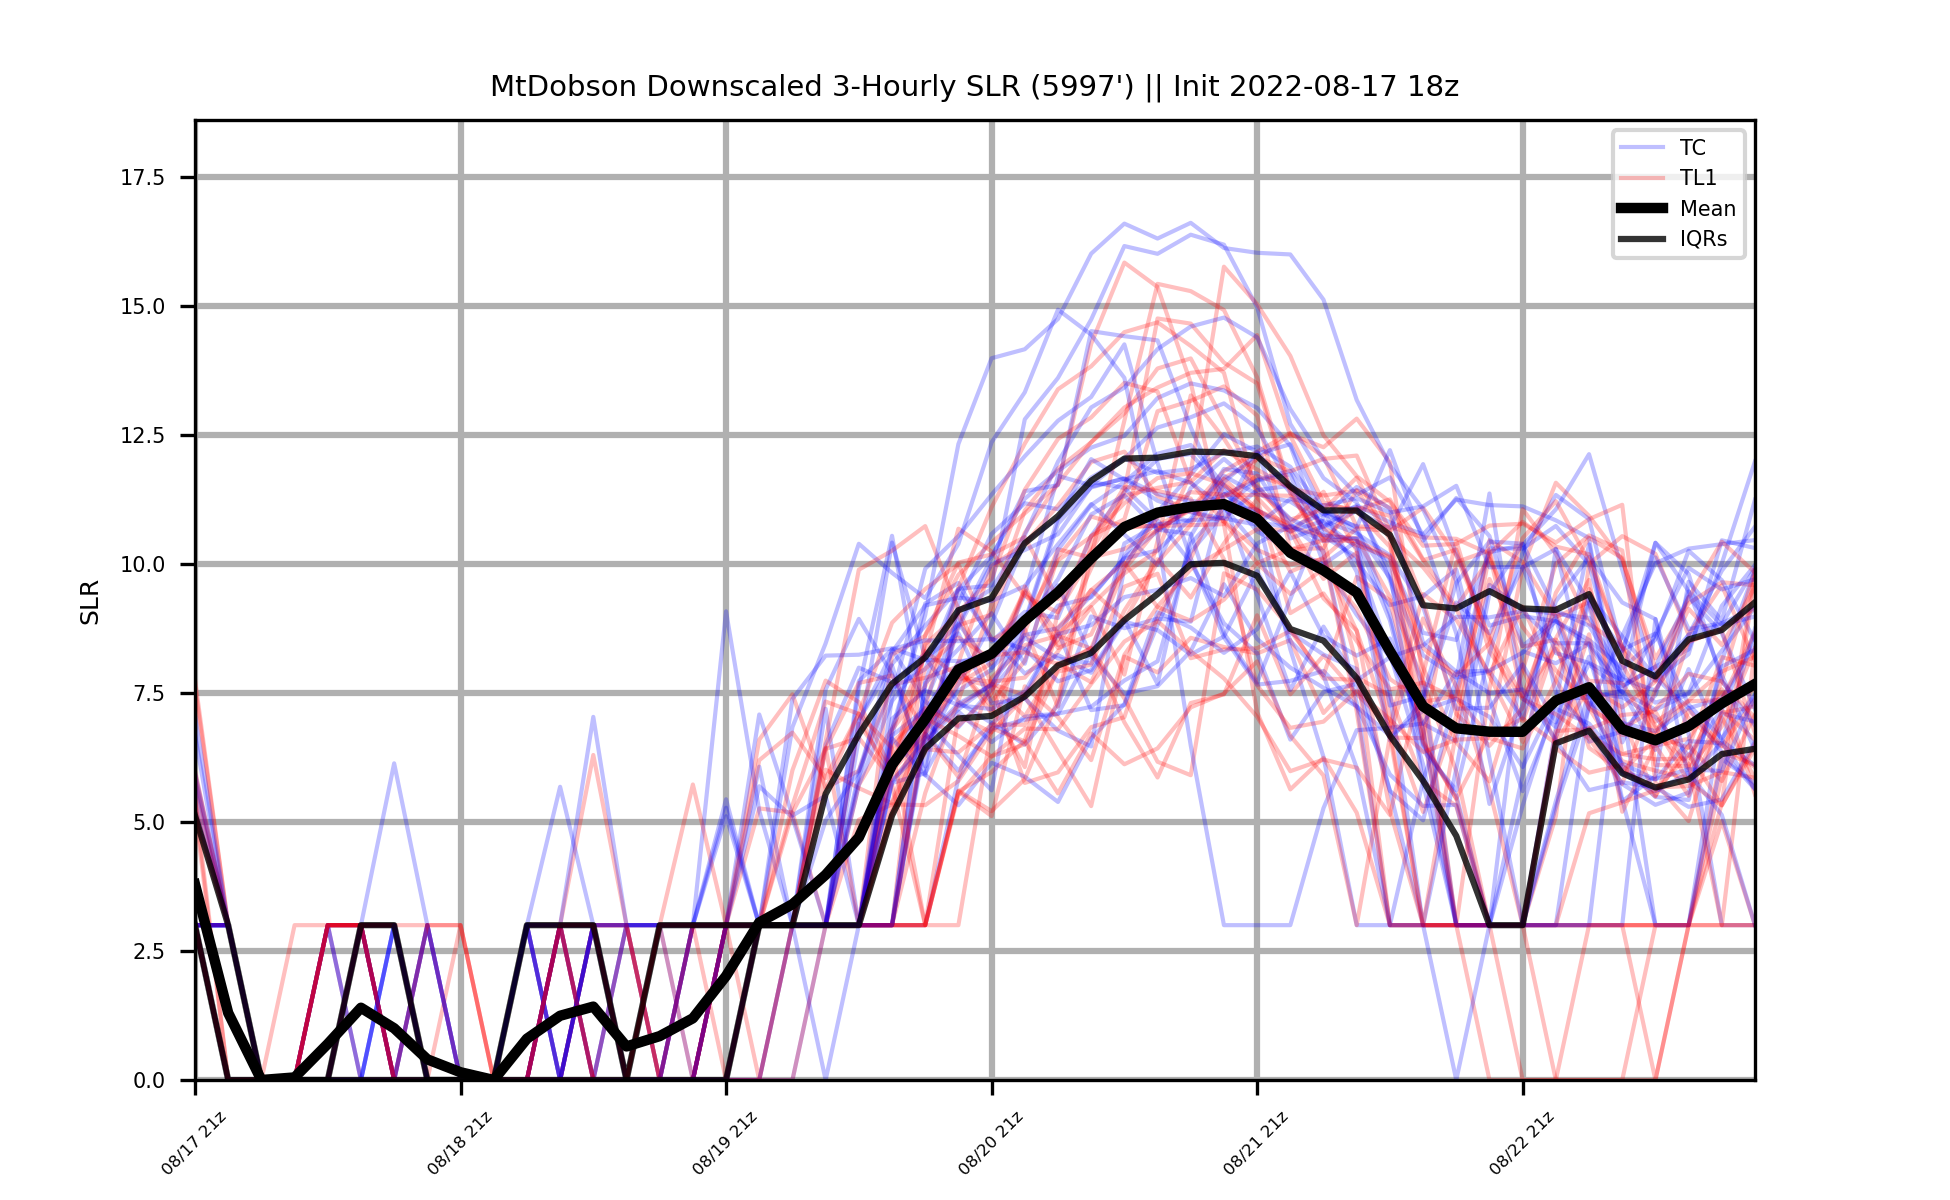 MtDobson Downscaled 3-Hourly SLR (5997') || Init 2022-08-17 18z
TC
TL1
Mean
IQRs
SLR
17.5
15.0
12.5
10.0
7.5
5.0
2.5
0.0
08/17 21z
08/18 21z
08/19 21z
08/20 21z
08/21 21z
08/22 21z